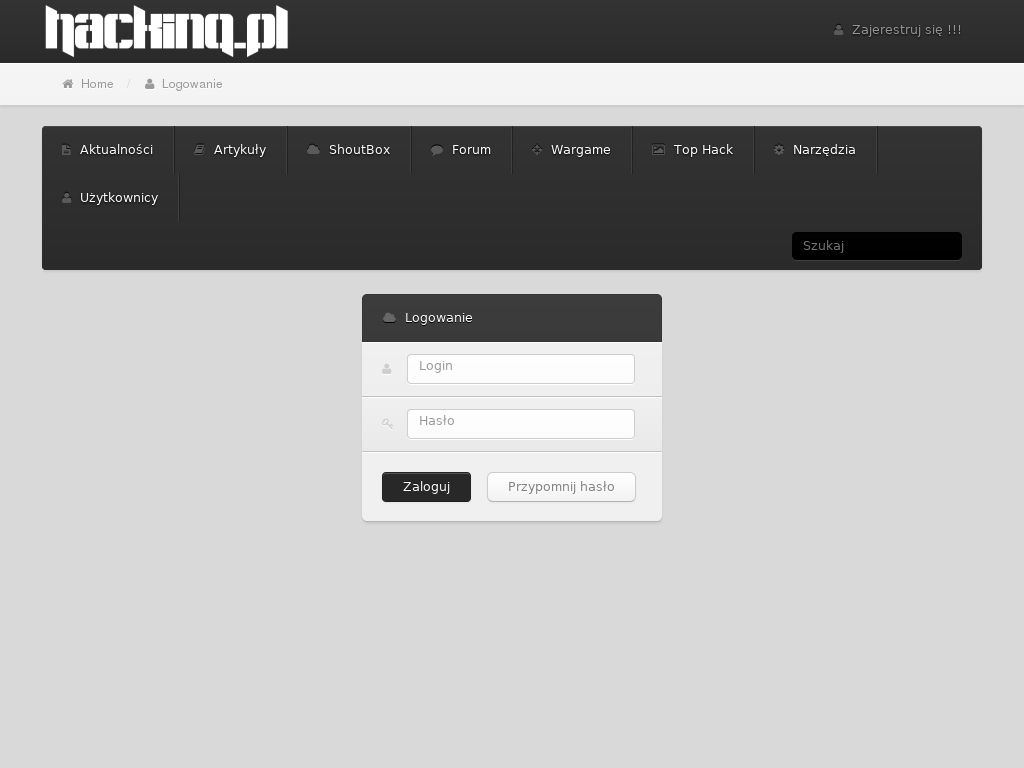 hacking.pl
Zajerestruj się !!!
Home / Logowanie
Aktualności Artykuły ShoutBox Forum Wargame Top Hack Narzędzia
Użytkownicy
Szukaj
Logowanie
Login
Hasło
Zaloguj Przypomnij hasło